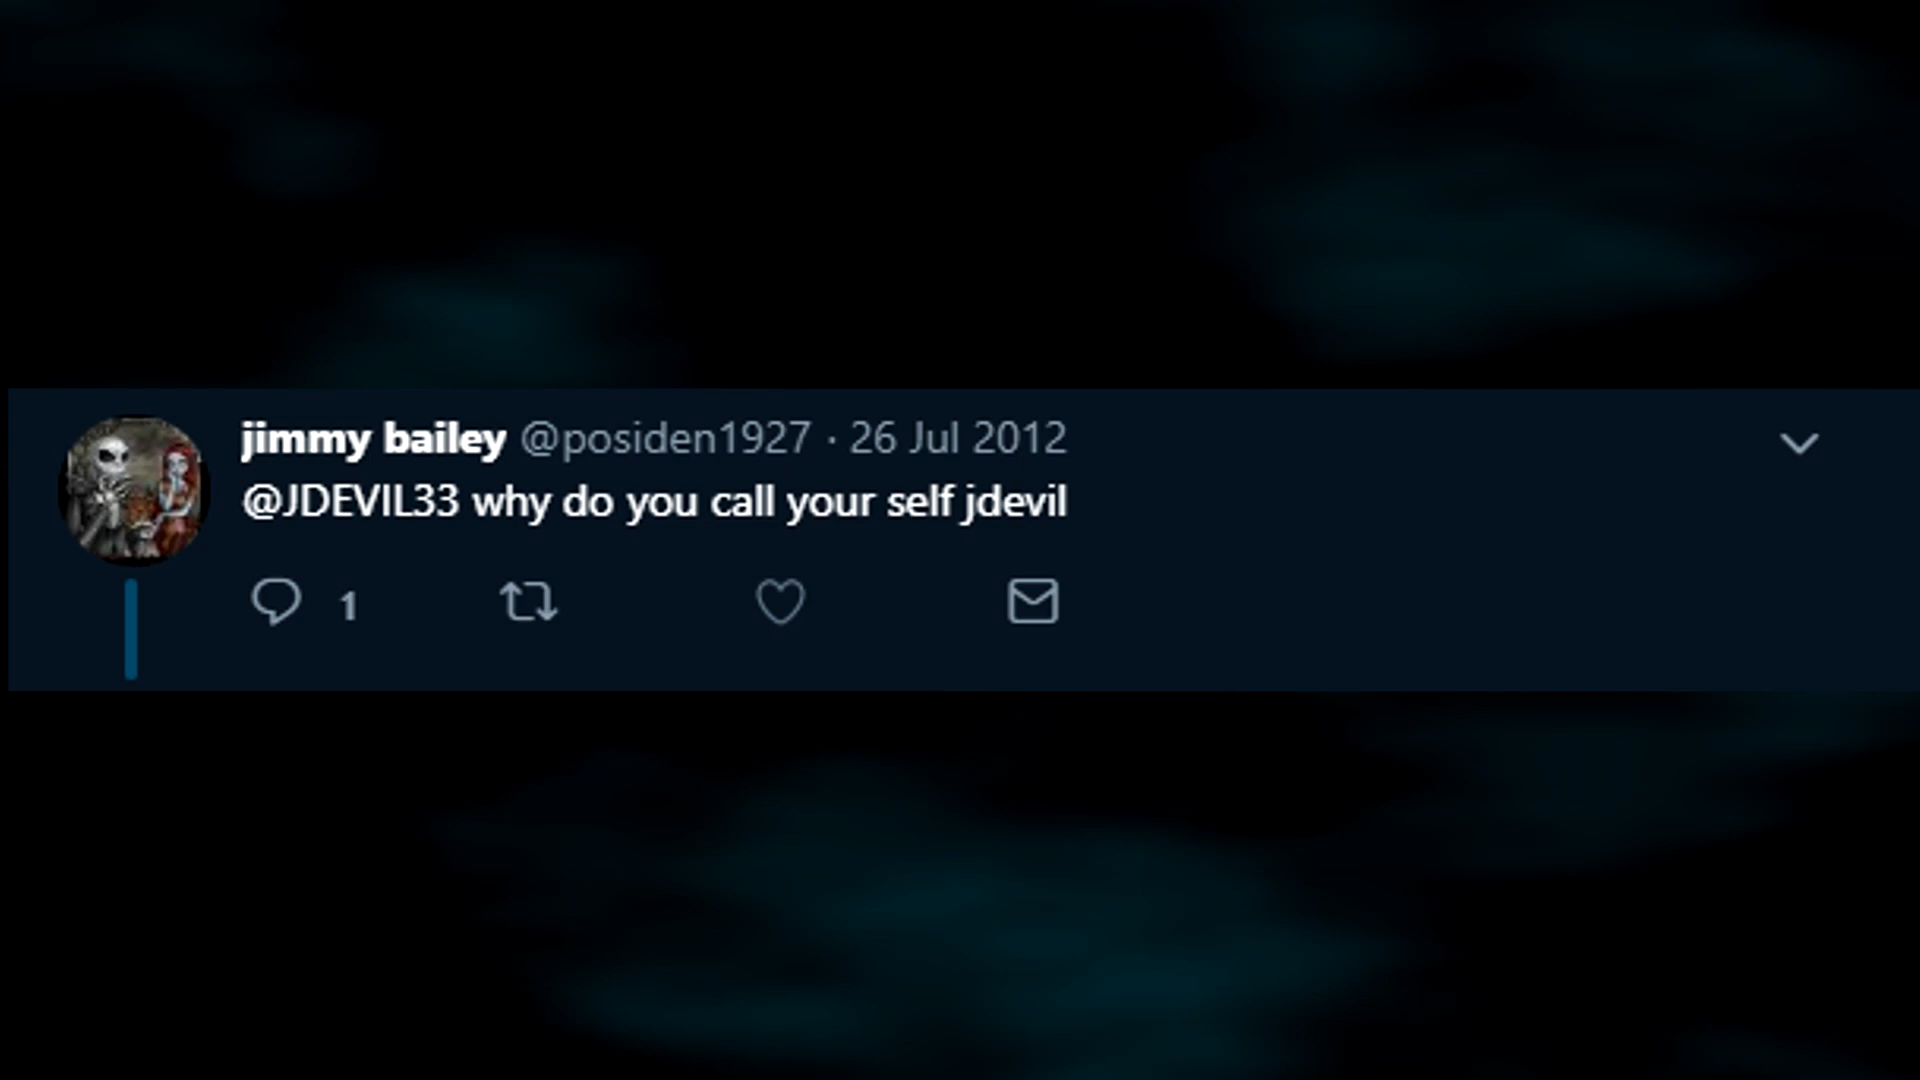 jimmy bailey @posiden1927 · 26 Jul 2012
@JDEVIL33 why do you call your self jdevil
1